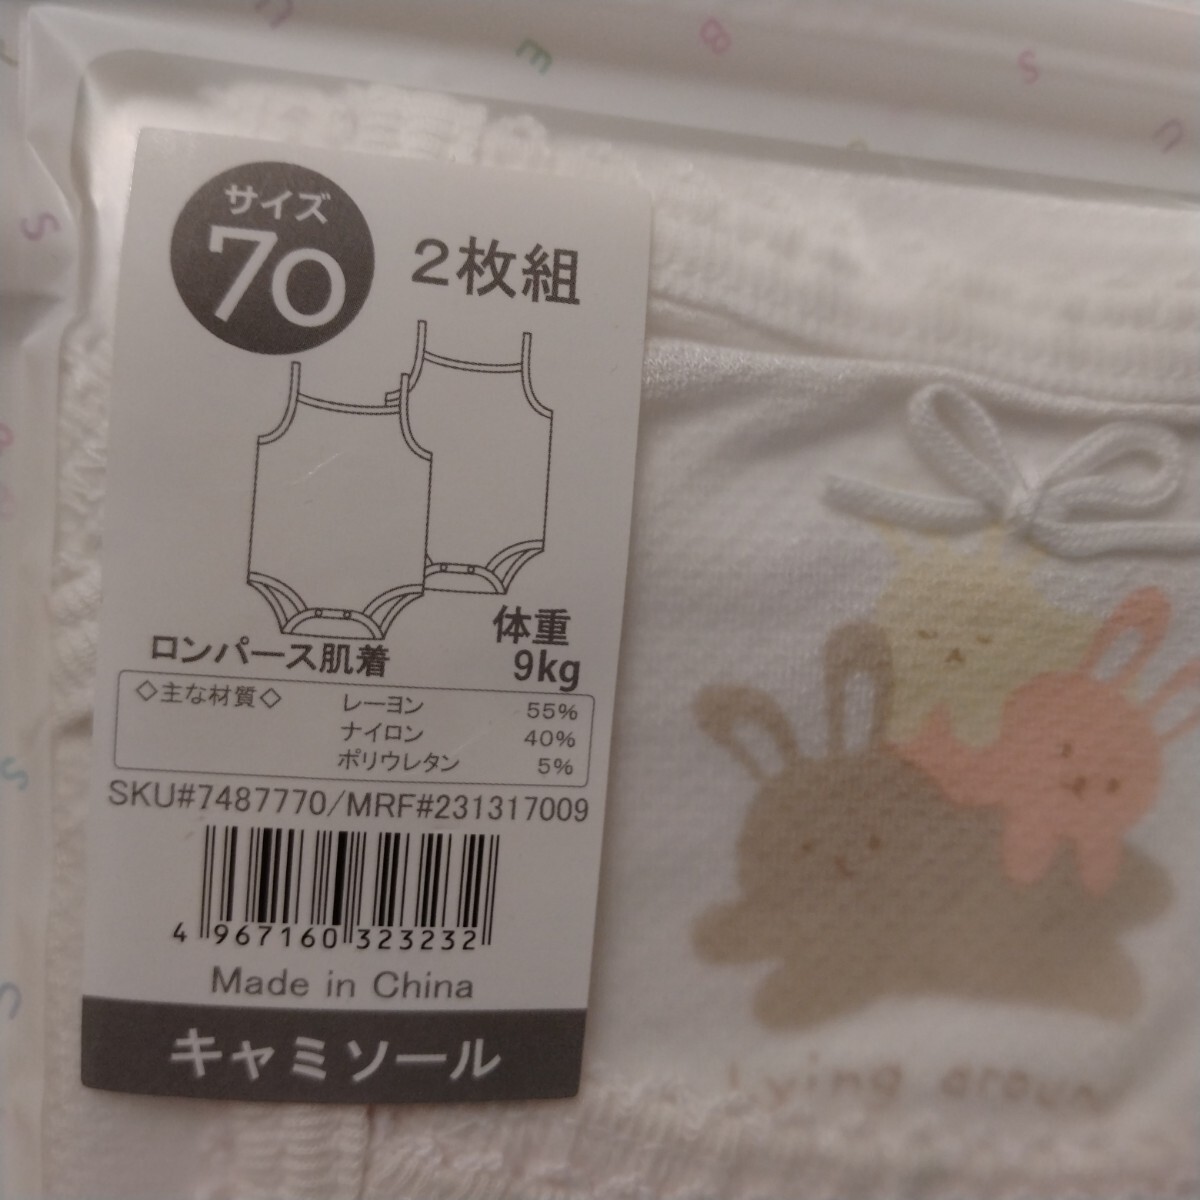 サイズ
70
2枚組
ロンパース肌着
体重
9kg
◇主な材質◇
レーヨン 55%
ナイロン 40%
ポリウレタン 5%
SKU#7487770/MRF#231317009
4 967160 323232
Made in China
キャミソール
Lying aroun